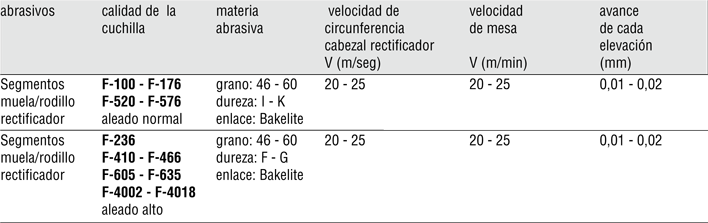 abrasivos calidad de la materia velocidad de velocidad avance
cuchilla abrasiva circunferencia de mesa de cada
cabezal rectificador elevación
V (m/seg) V (m/min) (mm)
Segmentos F-100 - F-176 grano: 46 - 60 20 - 25 20 - 25 0,01 - 0,02
muela/rodillo F-520 - F-576 dureza: I - K
rectificador aleado normal enlace: Bakelite
Segmentos F-236 grano: 46 - 60 20 - 25 20 - 25 0,01 - 0,02
muela/rodillo F-410 - F-466 dureza: F - G
rectificador F-605 - F-635 enlace: Bakelite
F-4002 - F-4018
aleado alto